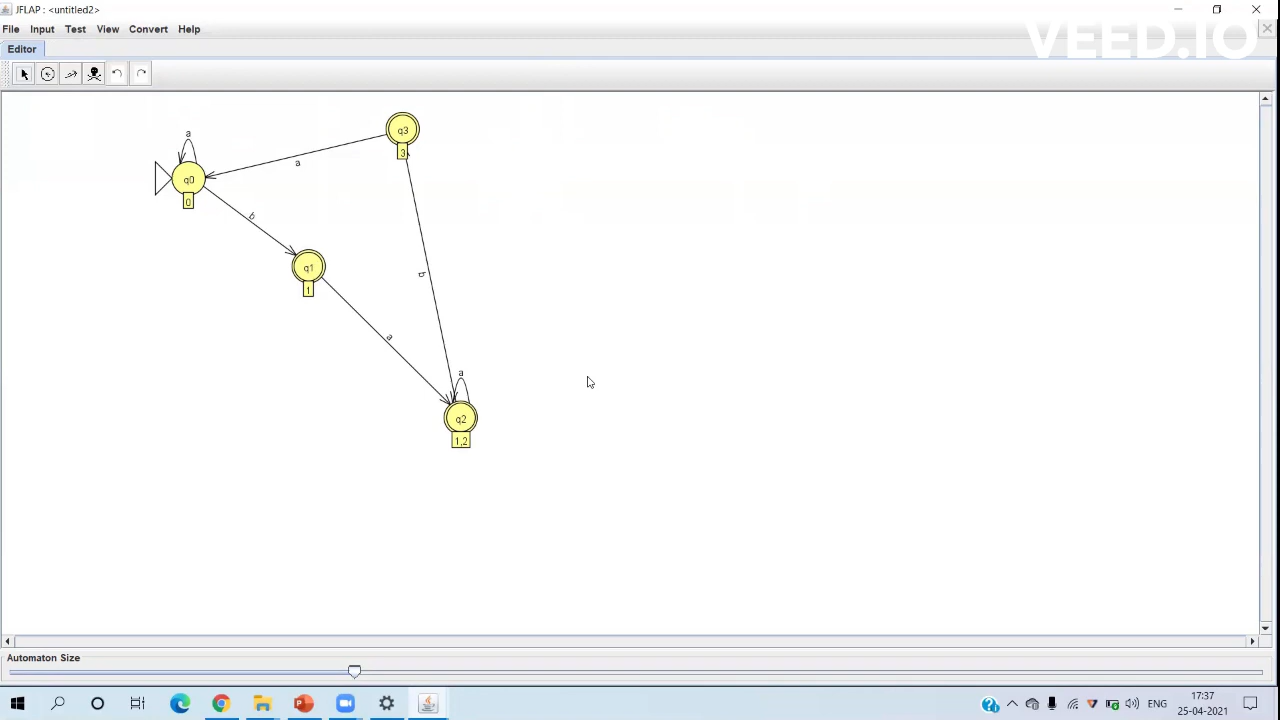 JFLAP : <untitled2>
File Input Test View Convert Help
VEED.IO
Editor
a
q3
3
a
q0
0
b
q1
1
b
a
a
q2
1,2
Automaton Size
17:37
ENG
25-04-2021